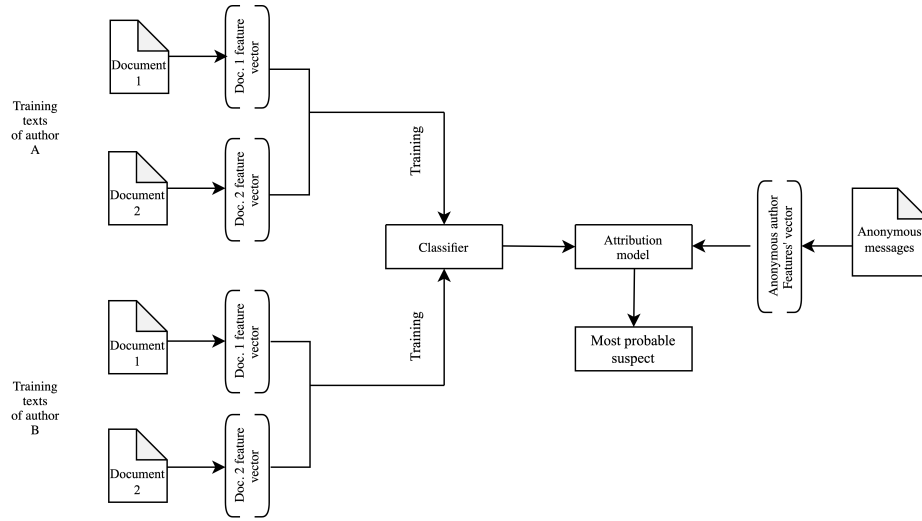 Training
texts
of author
A
Document
1
Doc. 1 feature
vector
Document
2
Doc. 2 feature
vector
Training
Classifier
Attribution
model
Most probable
suspect
Anonymous author
Features' vector
Anonymous
messages
Training
Training
texts
of author
B
Document
1
Doc. 1 feature
vector
Document
2
Doc. 2 feature
vector